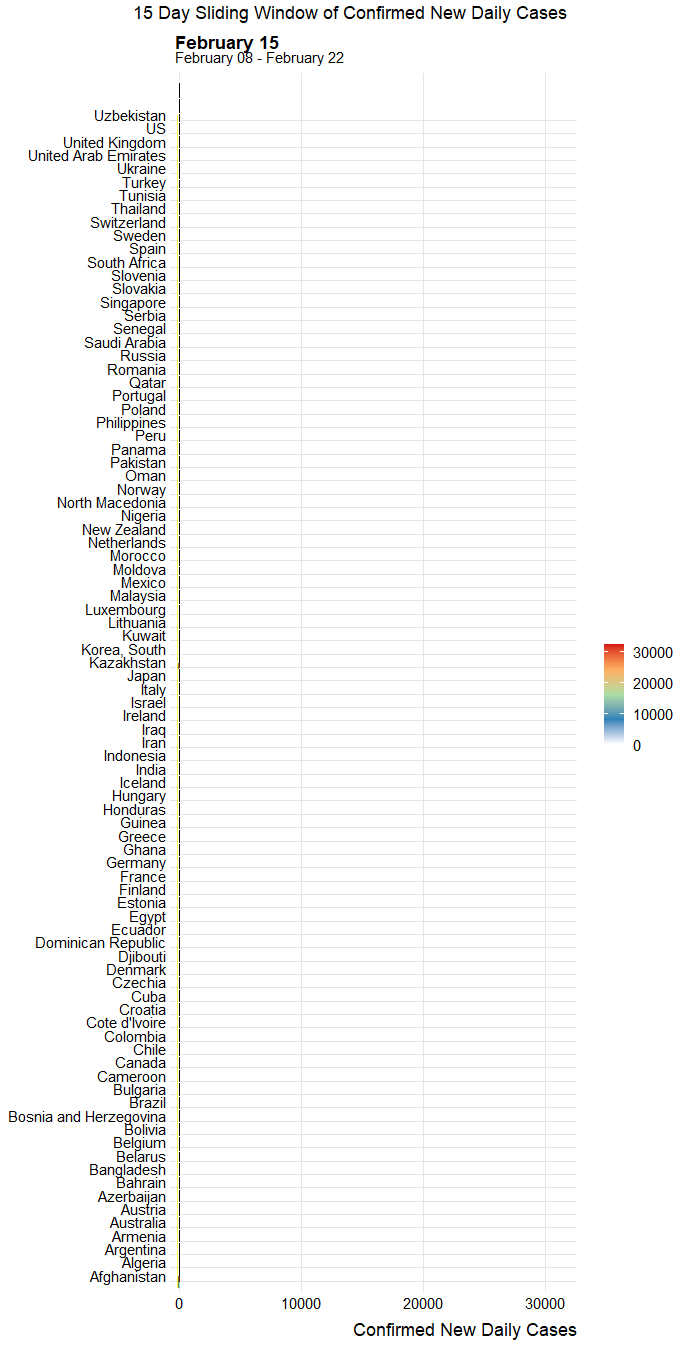 15 Day Sliding Window of Confirmed New Daily Cases
February 15
February 08 - February 22
Uzbekistan
US
United Kingdom
United Arab Emirates
Ukraine
Turkey
Tunisia
Thailand
Switzerland
Sweden
Spain
South Africa
Slovenia
Slovakia
Singapore
Serbia
Senegal
Saudi Arabia
Russia
Romania
Qatar
Portugal
Poland
Philippines
Peru
Panama
Pakistan
Oman
Norway
North Macedonia
Nigeria
New Zealand
Netherlands
Morocco
Moldova
Mexico
Malaysia
Luxembourg
Lithuania
Kuwait
Korea, South
Kazakhstan
Japan
Italy
Israel
Ireland
Iraq
Iran
Indonesia
India
Iceland
Hungary
Honduras
Guinea
Greece
Ghana
Germany
France
Finland
Estonia
Egypt
Ecuador
Dominican Republic
Djibouti
Denmark
Czechia
Cuba
Croatia
Cote d'Ivoire
Colombia
Chile
Canada
Cameroon
Bulgaria
Brazil
Bosnia and Herzegovina
Bolivia
Belgium
Belarus
Bangladesh
Bahrain
Azerbaijan
Austria
Australia
Armenia
Argentina
Algeria
Afghanistan
0 10000 20000 30000
Confirmed New Daily Cases
30000
20000
10000
0